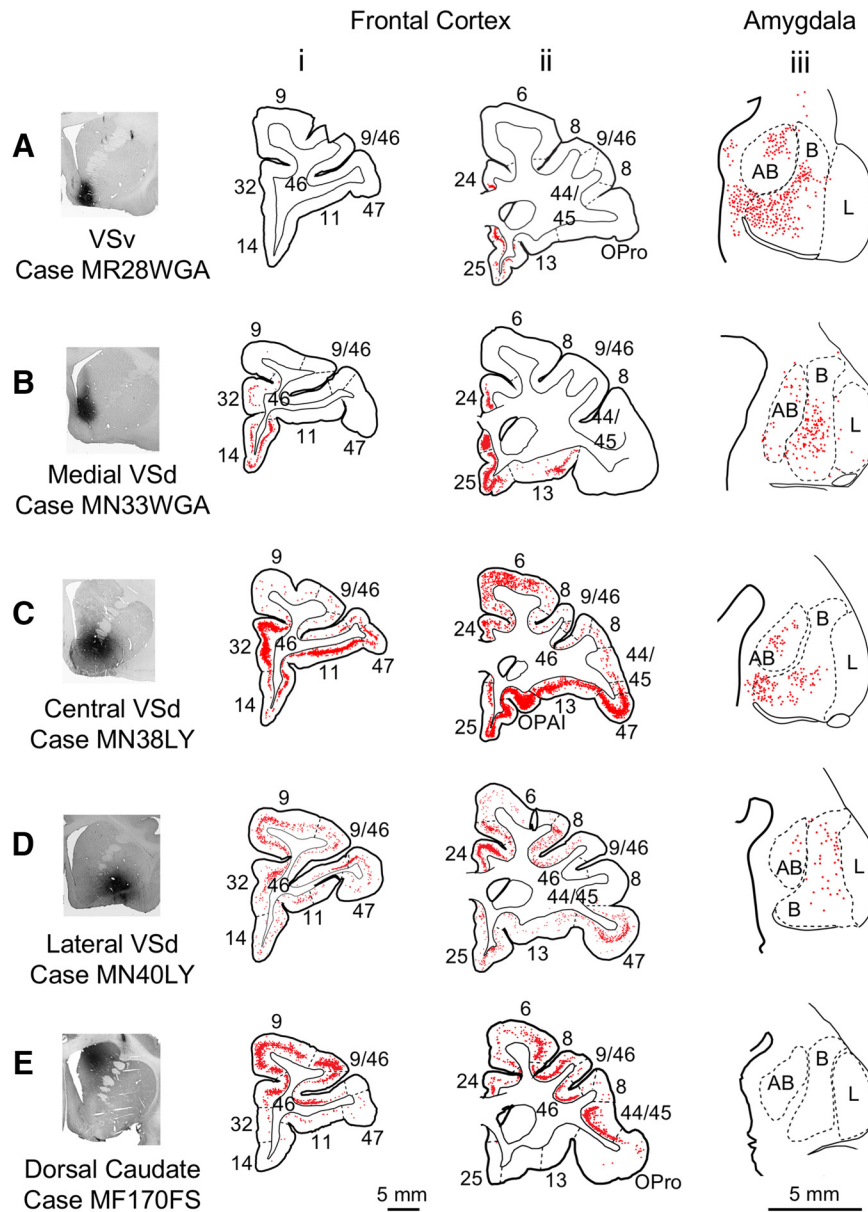 Frontal Cortex
Amygdala
i
ii
iii
A
VSv
Case MR28WGA
9
9/46
32
46
47
11
14
6
8
9/46
8
24
44/
45
OPro
25
13
AB
B
L
B
Medial VSd
Case MN33WGA
9
9/46
32
46
11
47
14
6
8
9/46
8
24
44/
45
25
13
AB
B
L
C
Central VSd
Case MN38LY
9
9/46
32
46
11
47
14
6
8
9/46
8
24
46
44/
45
25
OPAI
13
47
AB
B
L
D
Lateral VSd
Case MN40LY
9
9/46
32
46
11
47
14
6
8
9/46
24
46
8
44/45
25
13
47
AB
B
L
B
E
Dorsal Caudate
Case MF170FS
9
9/46
32
46
11
47
14
6
8
9/46
8
24
46
44/45
25
13
OPro
AB
B
L
5 mm
5 mm